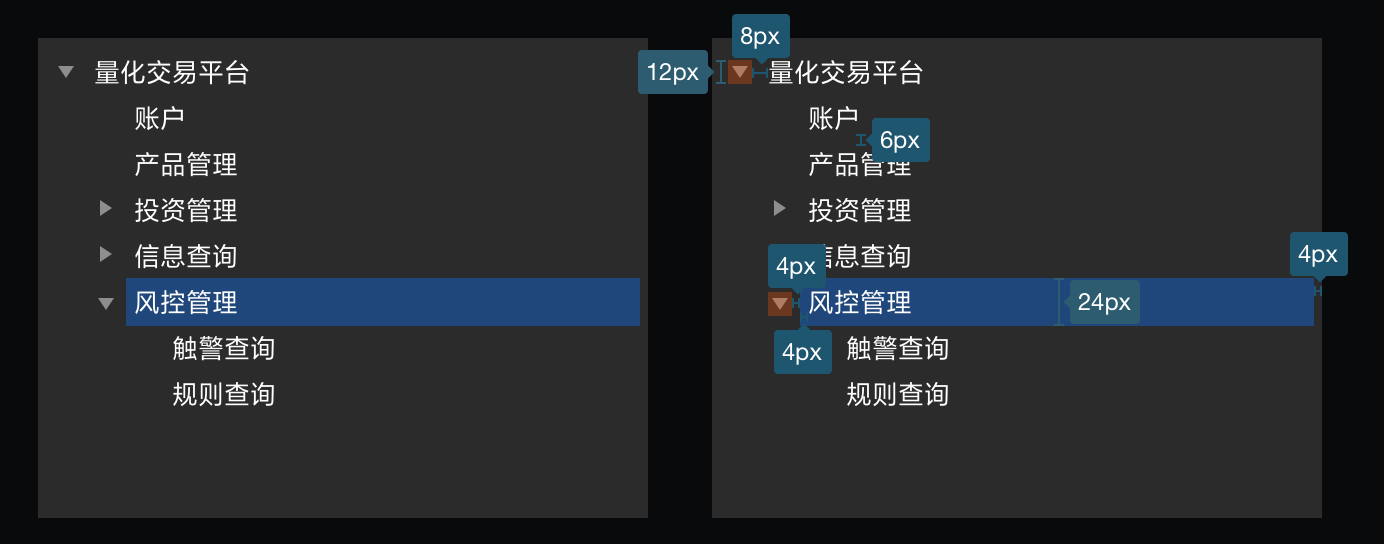 量化交易平台
账户
产品管理
投资管理
信息查询
风控管理
触警查询
规则查询
8px
12px
量化交易平台
账户
6px
产品管理
投资管理
息查询
4px
4px
风控管理
24px
4px
触警查询
规则查询